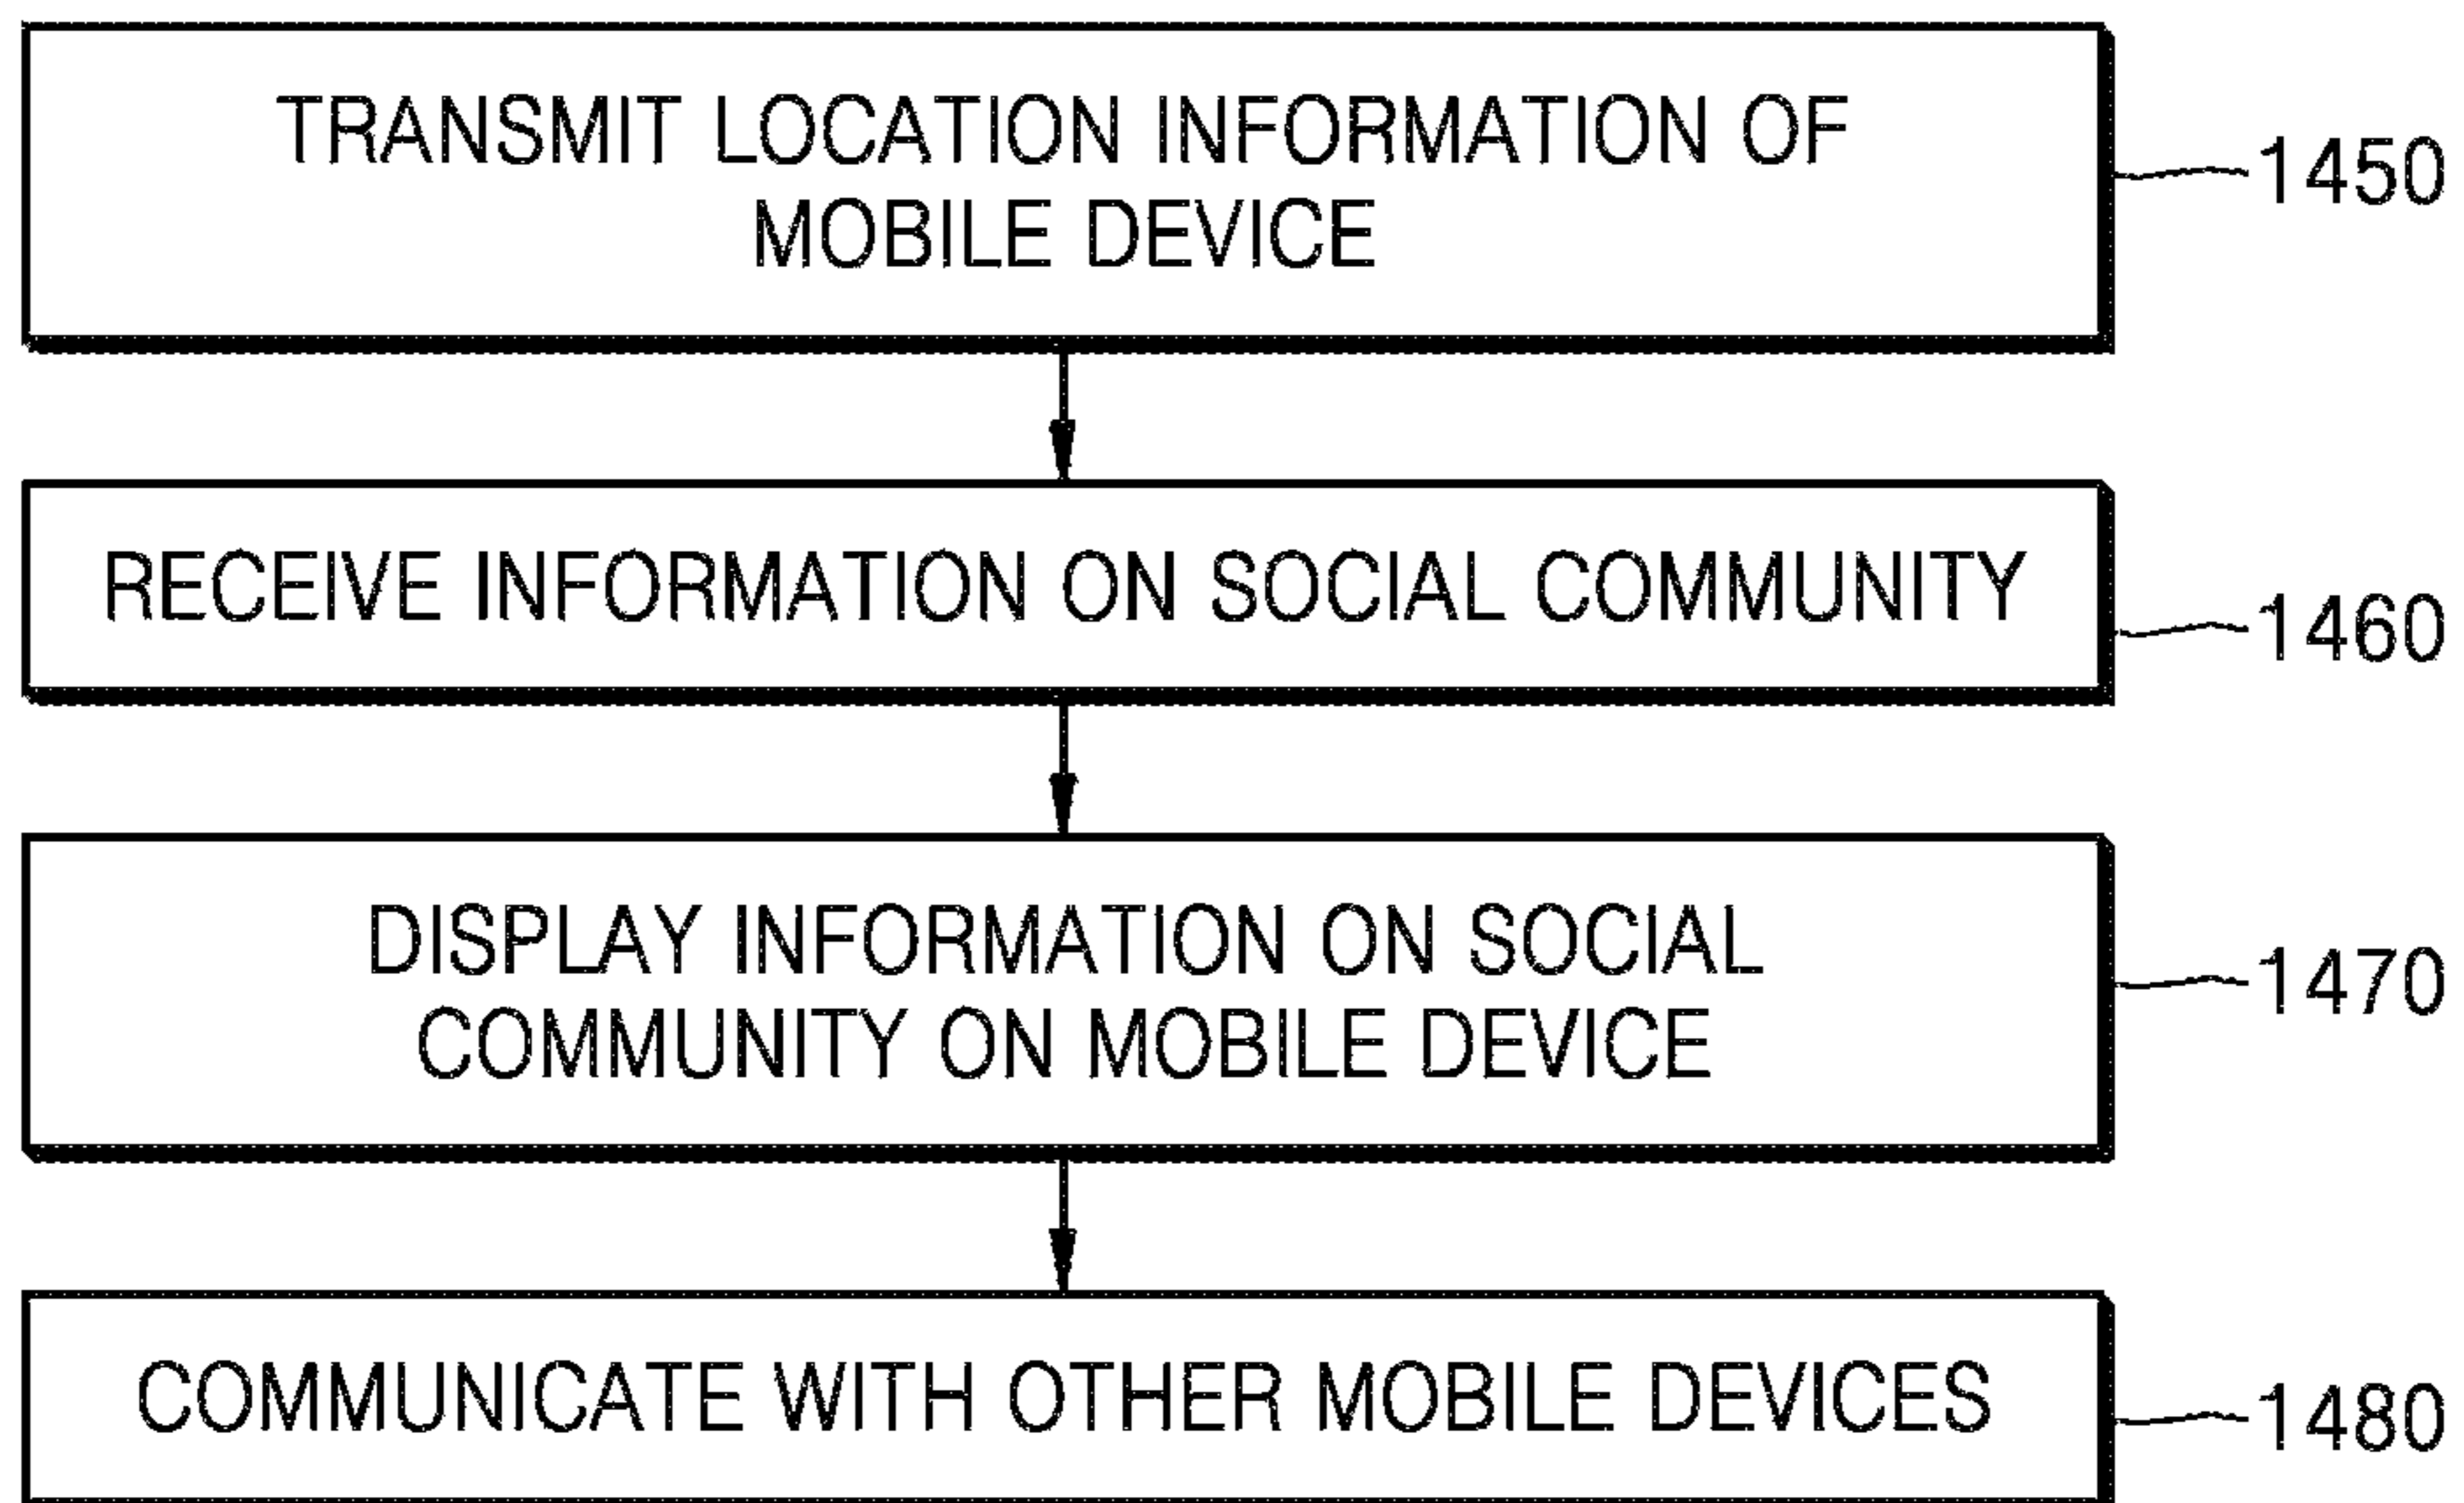 TRANSMIT LOCATION INFORMATION OF
MOBILE DEVICE
1450
RECEIVE INFORMATION ON SOCIAL COMMUNITY
1460
DISPLAY INFORMATION ON SOCIAL
COMMUNITY ON MOBILE DEVICE
1470
COMMUNICATE WITH OTHER MOBILE DEVICES
1480